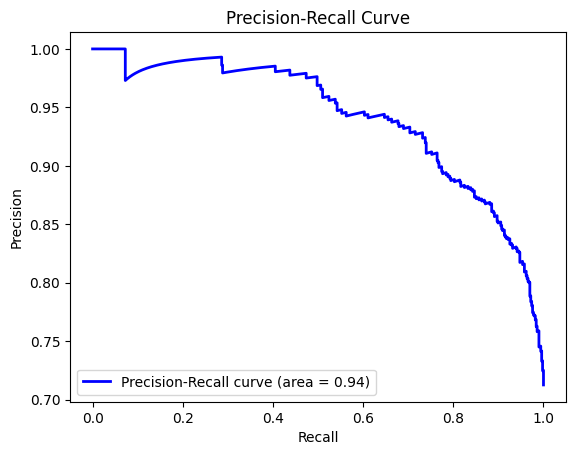 Precision-Recall Curve
1.00
0.95
0.90
0.85
0.80
0.75
0.70
Precision
Precision-Recall curve (area = 0.94)
0.0 0.2 0.4 0.6 0.8 1.0
Recall